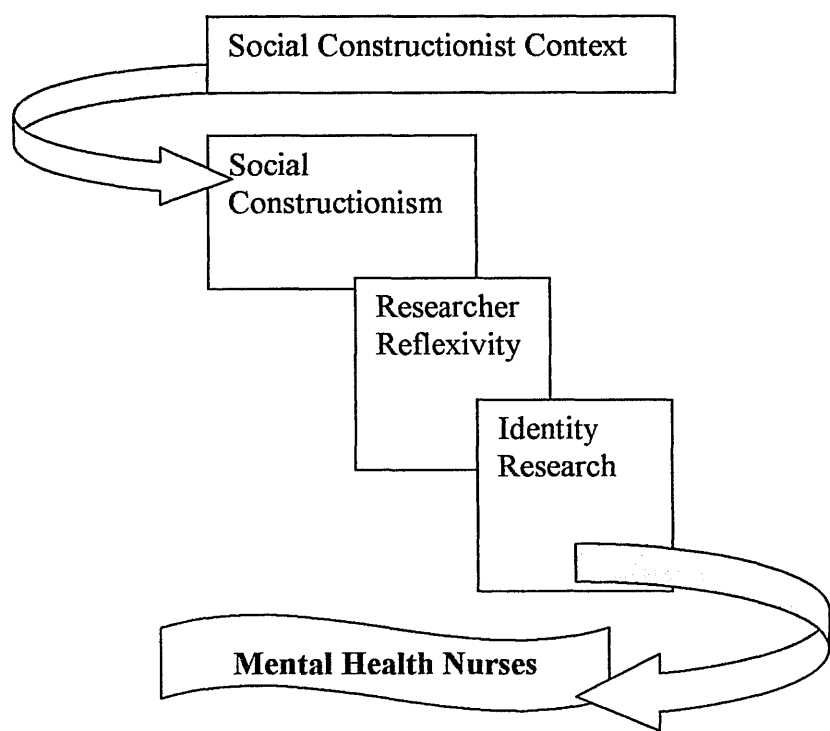 Social Constructionist Context
Social
Constructionism
Researcher
Reflexivity
Identity
Research
Mental Health Nurses